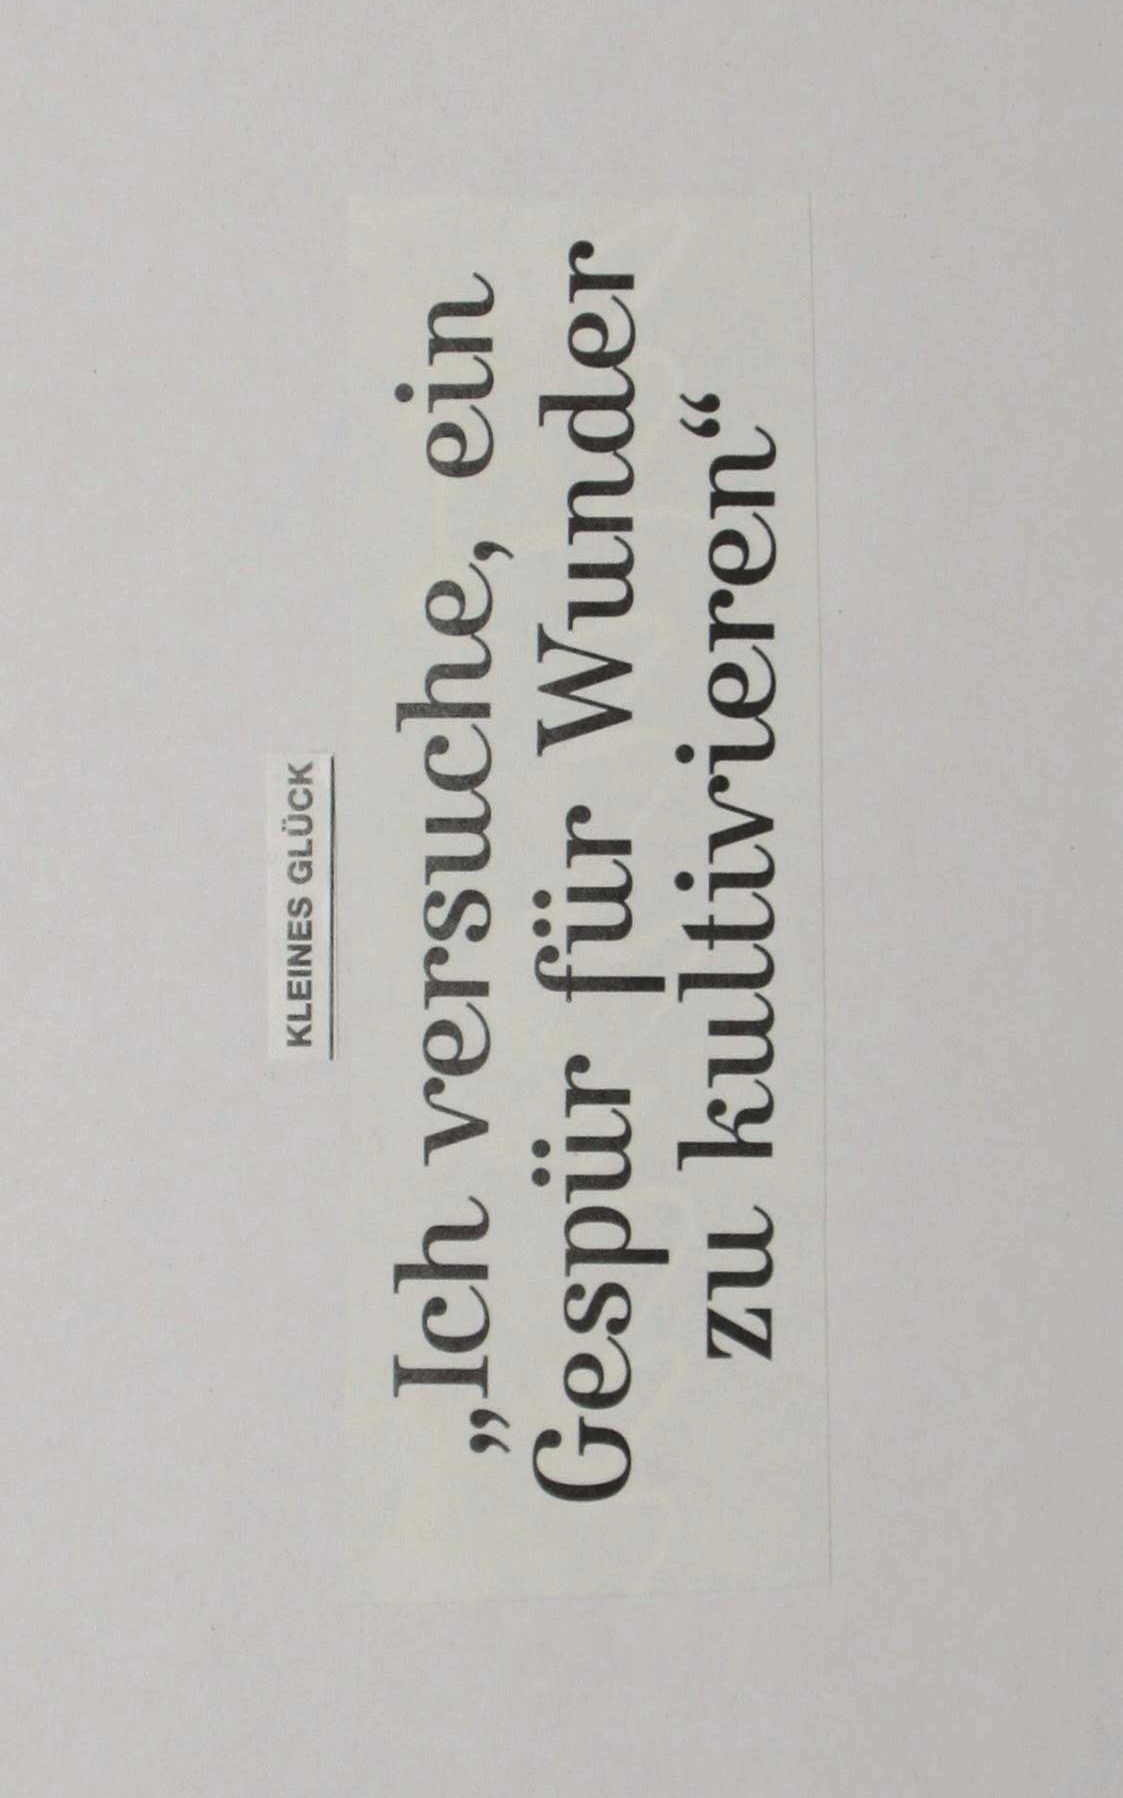 KLEINES GLÜCK
„Ich versuche, ein
Gespür für Wunder
zu kultivieren”